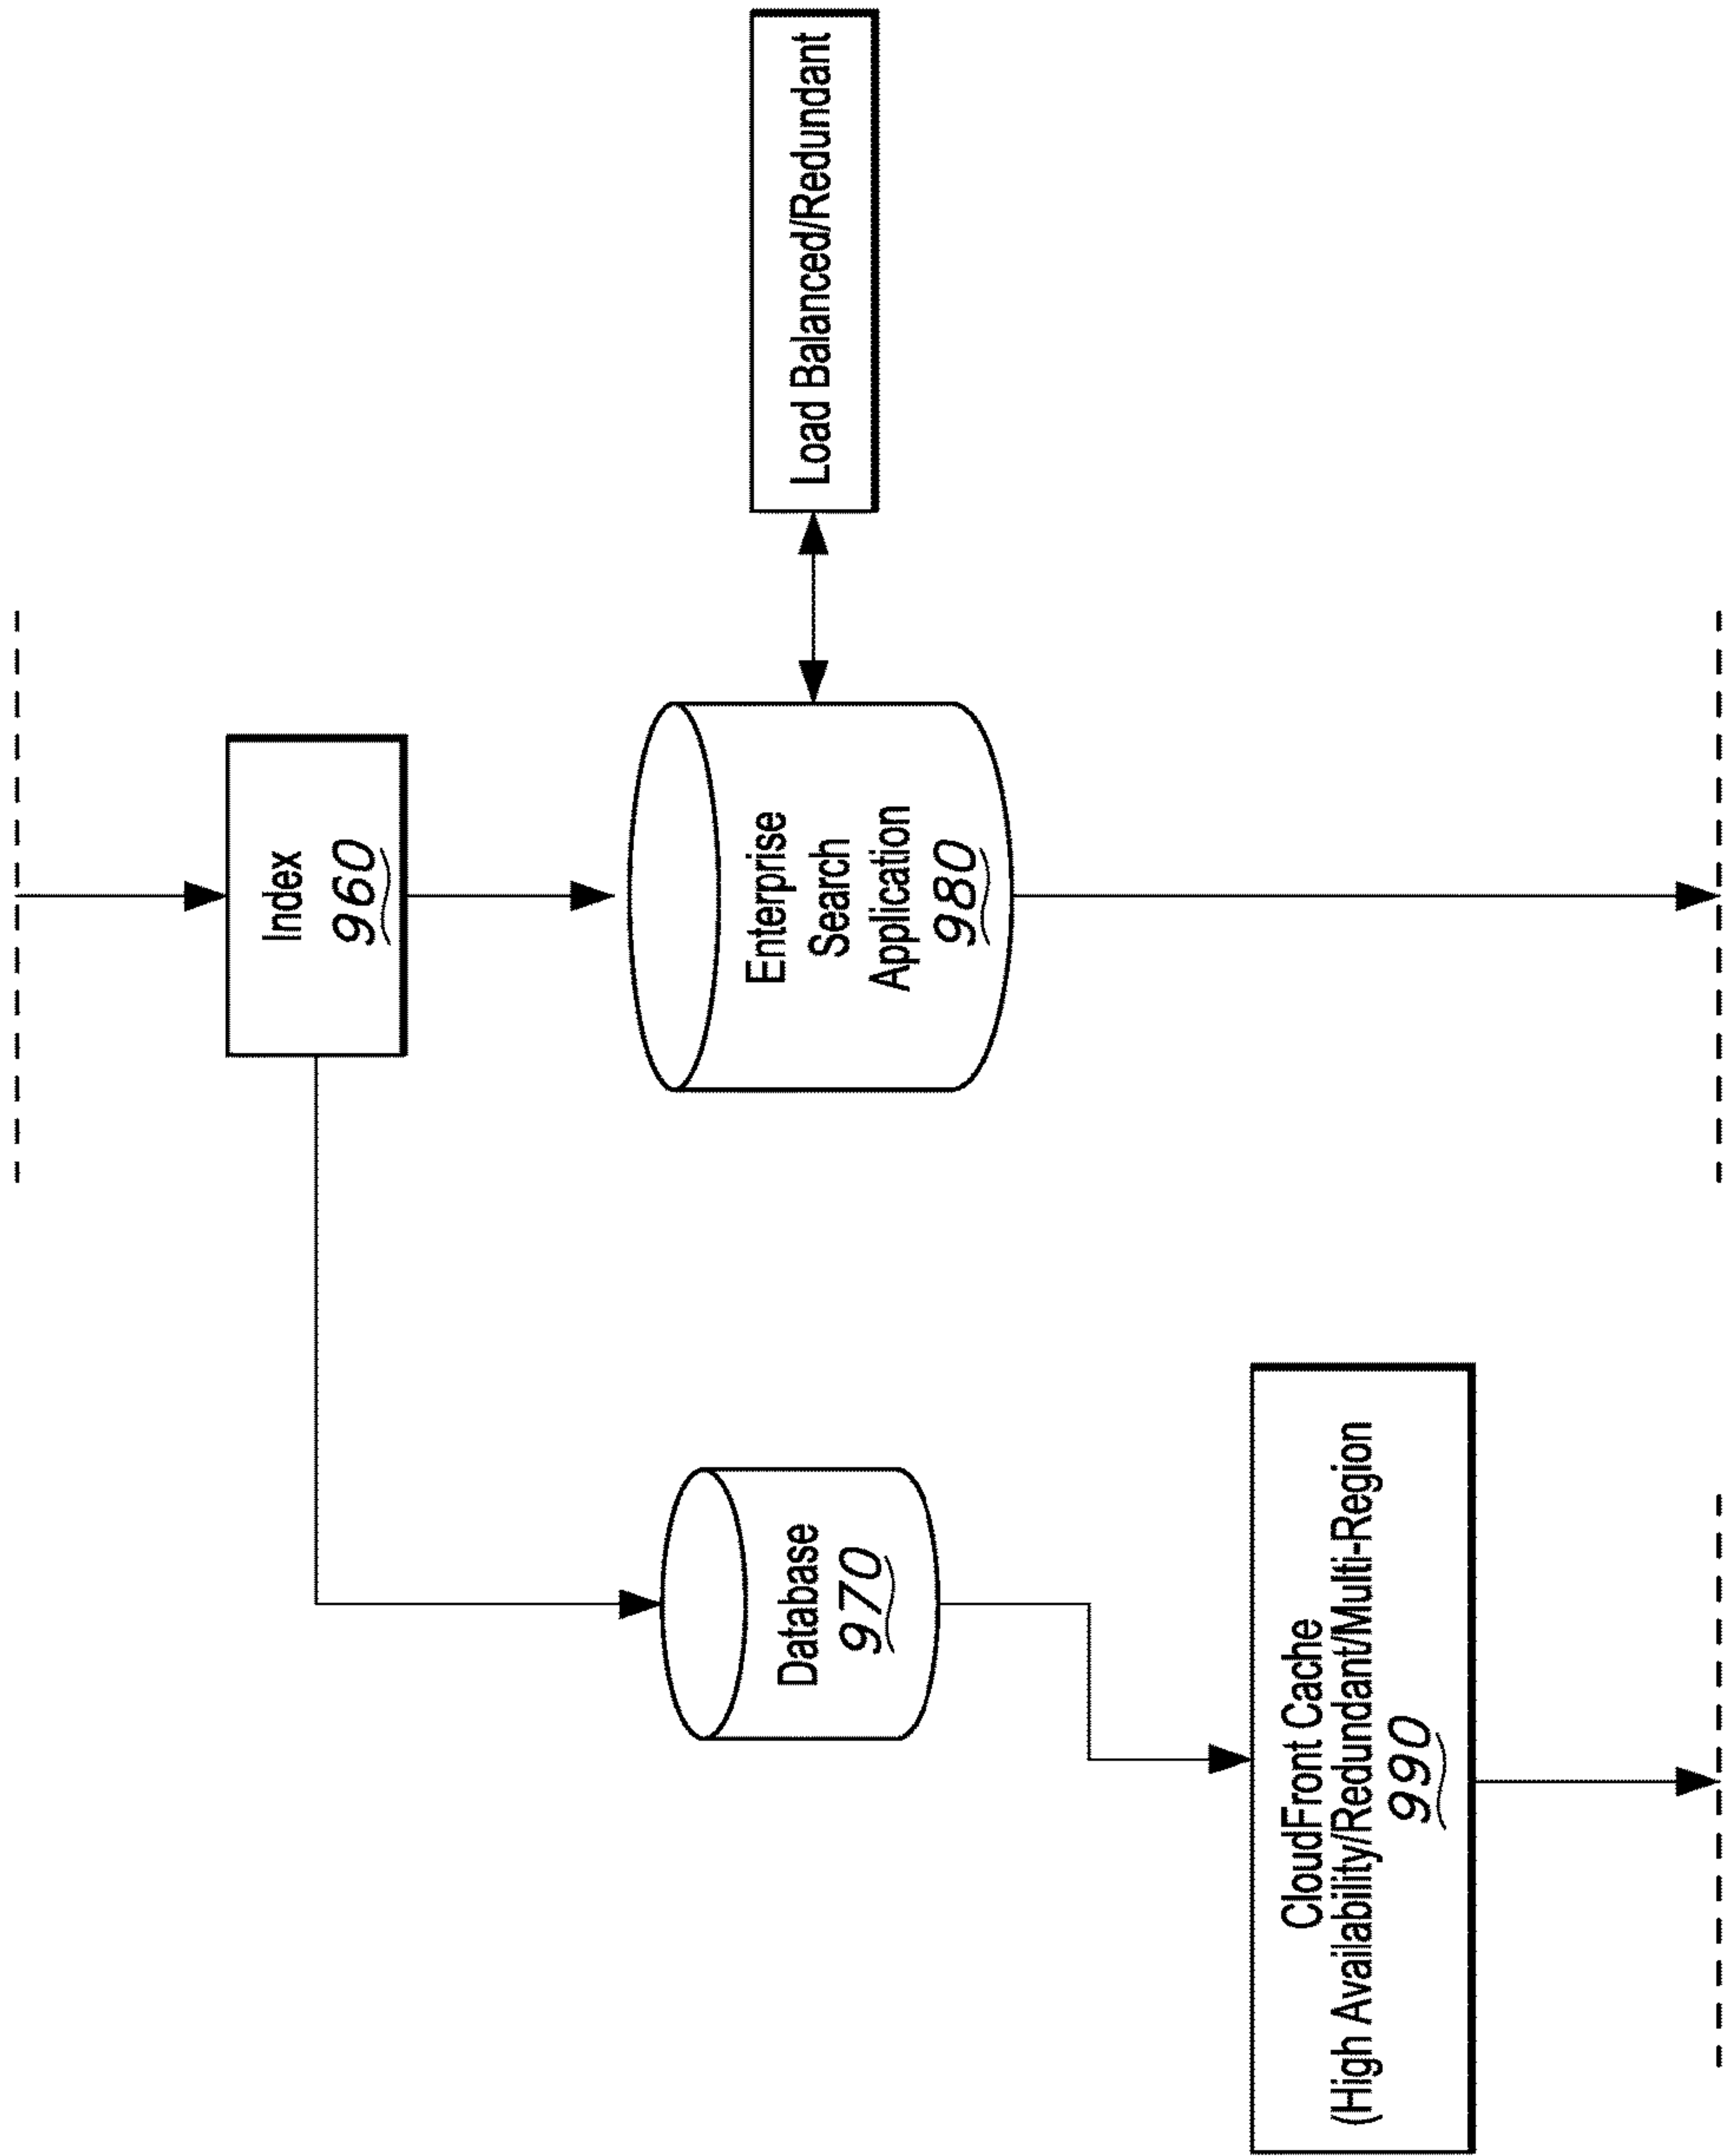 Index
960
Load Balanced/Redundant
Enterprise
Search
Application
980
Database
970
CloudFront Cache
(High Availability/Redundant/Multi-Region
990